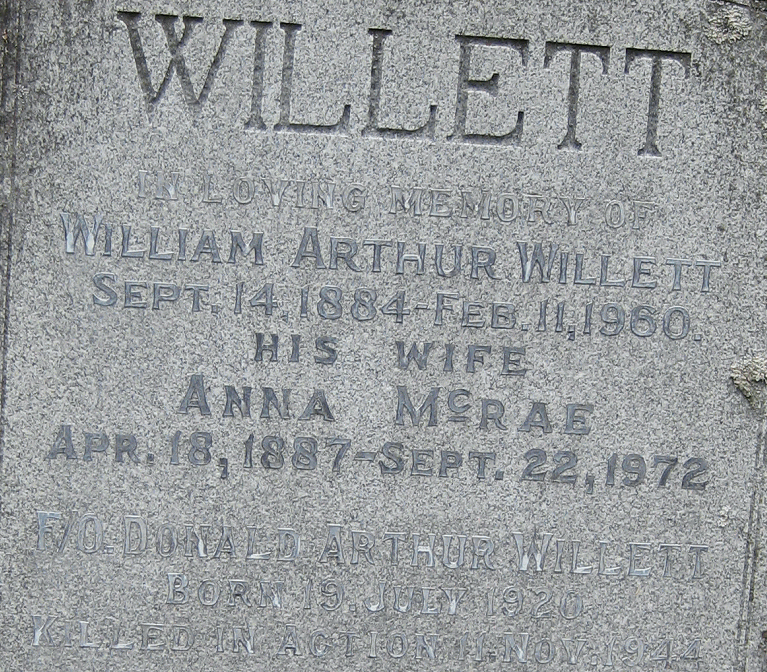 WILLETT
IN LOVING MEMORY OF
WILLIAM ARTHUR WILLETT
SEPT. 14, 1884-FEB. 11, 1960.
HIS WIFE
ANNA McRAE
APR. 18, 1887-SEPT. 22, 1972
F/O. DONALD ARTHUR WILLETT
BORN 19. JULY 1920
KILLED IN ACTION 11. NOV. 1944